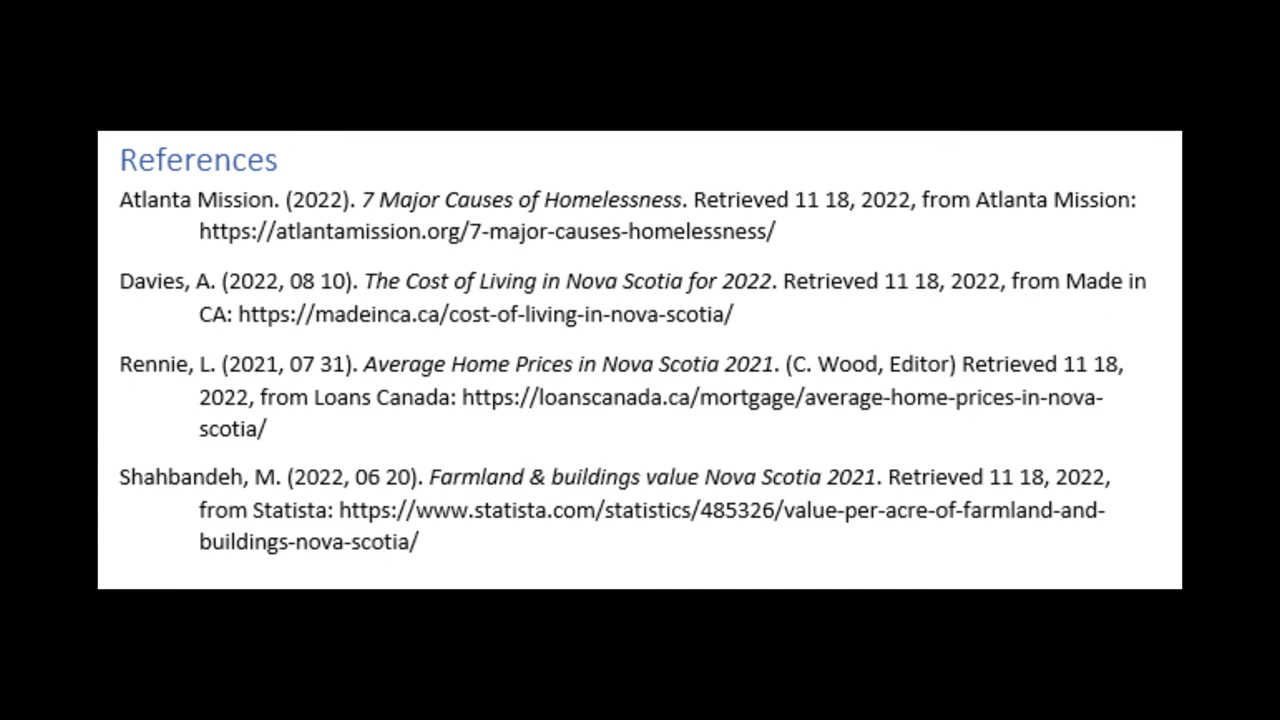 References
Atlanta Mission. (2022). 7 Major Causes of Homelessness. Retrieved 11 18, 2022, from Atlanta Mission:
https://atlantamission.org/7-major-causes-homelessness/
Davies, A. (2022, 08 10). The Cost of Living in Nova Scotia for 2022. Retrieved 11 18, 2022, from Made in
CA: https://madeinca.ca/cost-of-living-in-nova-scotia/
Rennie, L. (2021, 07 31). Average Home Prices in Nova Scotia 2021. (C. Wood, Editor) Retrieved 11 18,
2022, from Loans Canada: https://loanscanada.ca/mortgage/average-home-prices-in-nova-
scotia/
Shahbandeh, M. (2022, 06 20). Farmland & buildings value Nova Scotia 2021. Retrieved 11 18, 2022,
from Statista: https://www.statista.com/statistics/485326/value-per-acre-of-farmland-and-
buildings-nova-scotia/